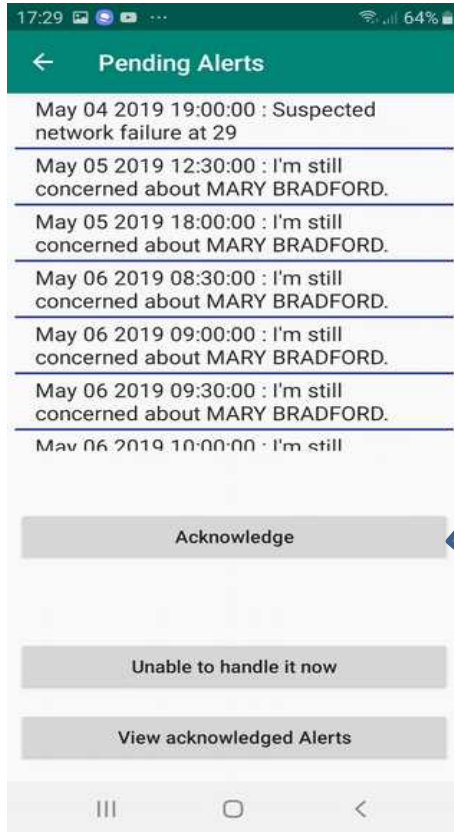 17:29 64%
Pending Alerts
May 04 2019 19:00:00 : Suspected
network failure at 29
May 05 2019 12:30:00 : I'm still
concerned about MARY BRADFORD.
May 05 2019 18:00:00 : I'm still
concerned about MARY BRADFORD.
May 06 2019 08:30:00 : I'm still
concerned about MARY BRADFORD.
May 06 2019 09:00:00 : I'm still
concerned about MARY BRADFORD.
May 06 2019 09:30:00 : I'm still
concerned about MARY BRADFORD.
May 06 2019 10:00:00 : I'm still
Acknowledge
Unable to handle it now
View acknowledged Alerts